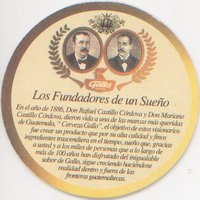 Gallo
Los Fundadores de un Sueño
En el año de 1886, Don Rafael Castillo Córdova y Don Mariano
Castillo Córdova, dieron vida a una de las marcas más queridas
de Guatemala, " Cerveza Gallo", el objetivo de estos visionarios
fue crear un producto que por su alta calidad y finos
ingredientes trascendiera en el tiempo, sueño que, gracias
a usted y a los miles de personas que a lo largo de
más de 100 años han disfrutado del inigualable
sabor de Gallo, sigue creciendo haciéndose
realidad dentro y fuera de las
fronteras guatemaltecas.